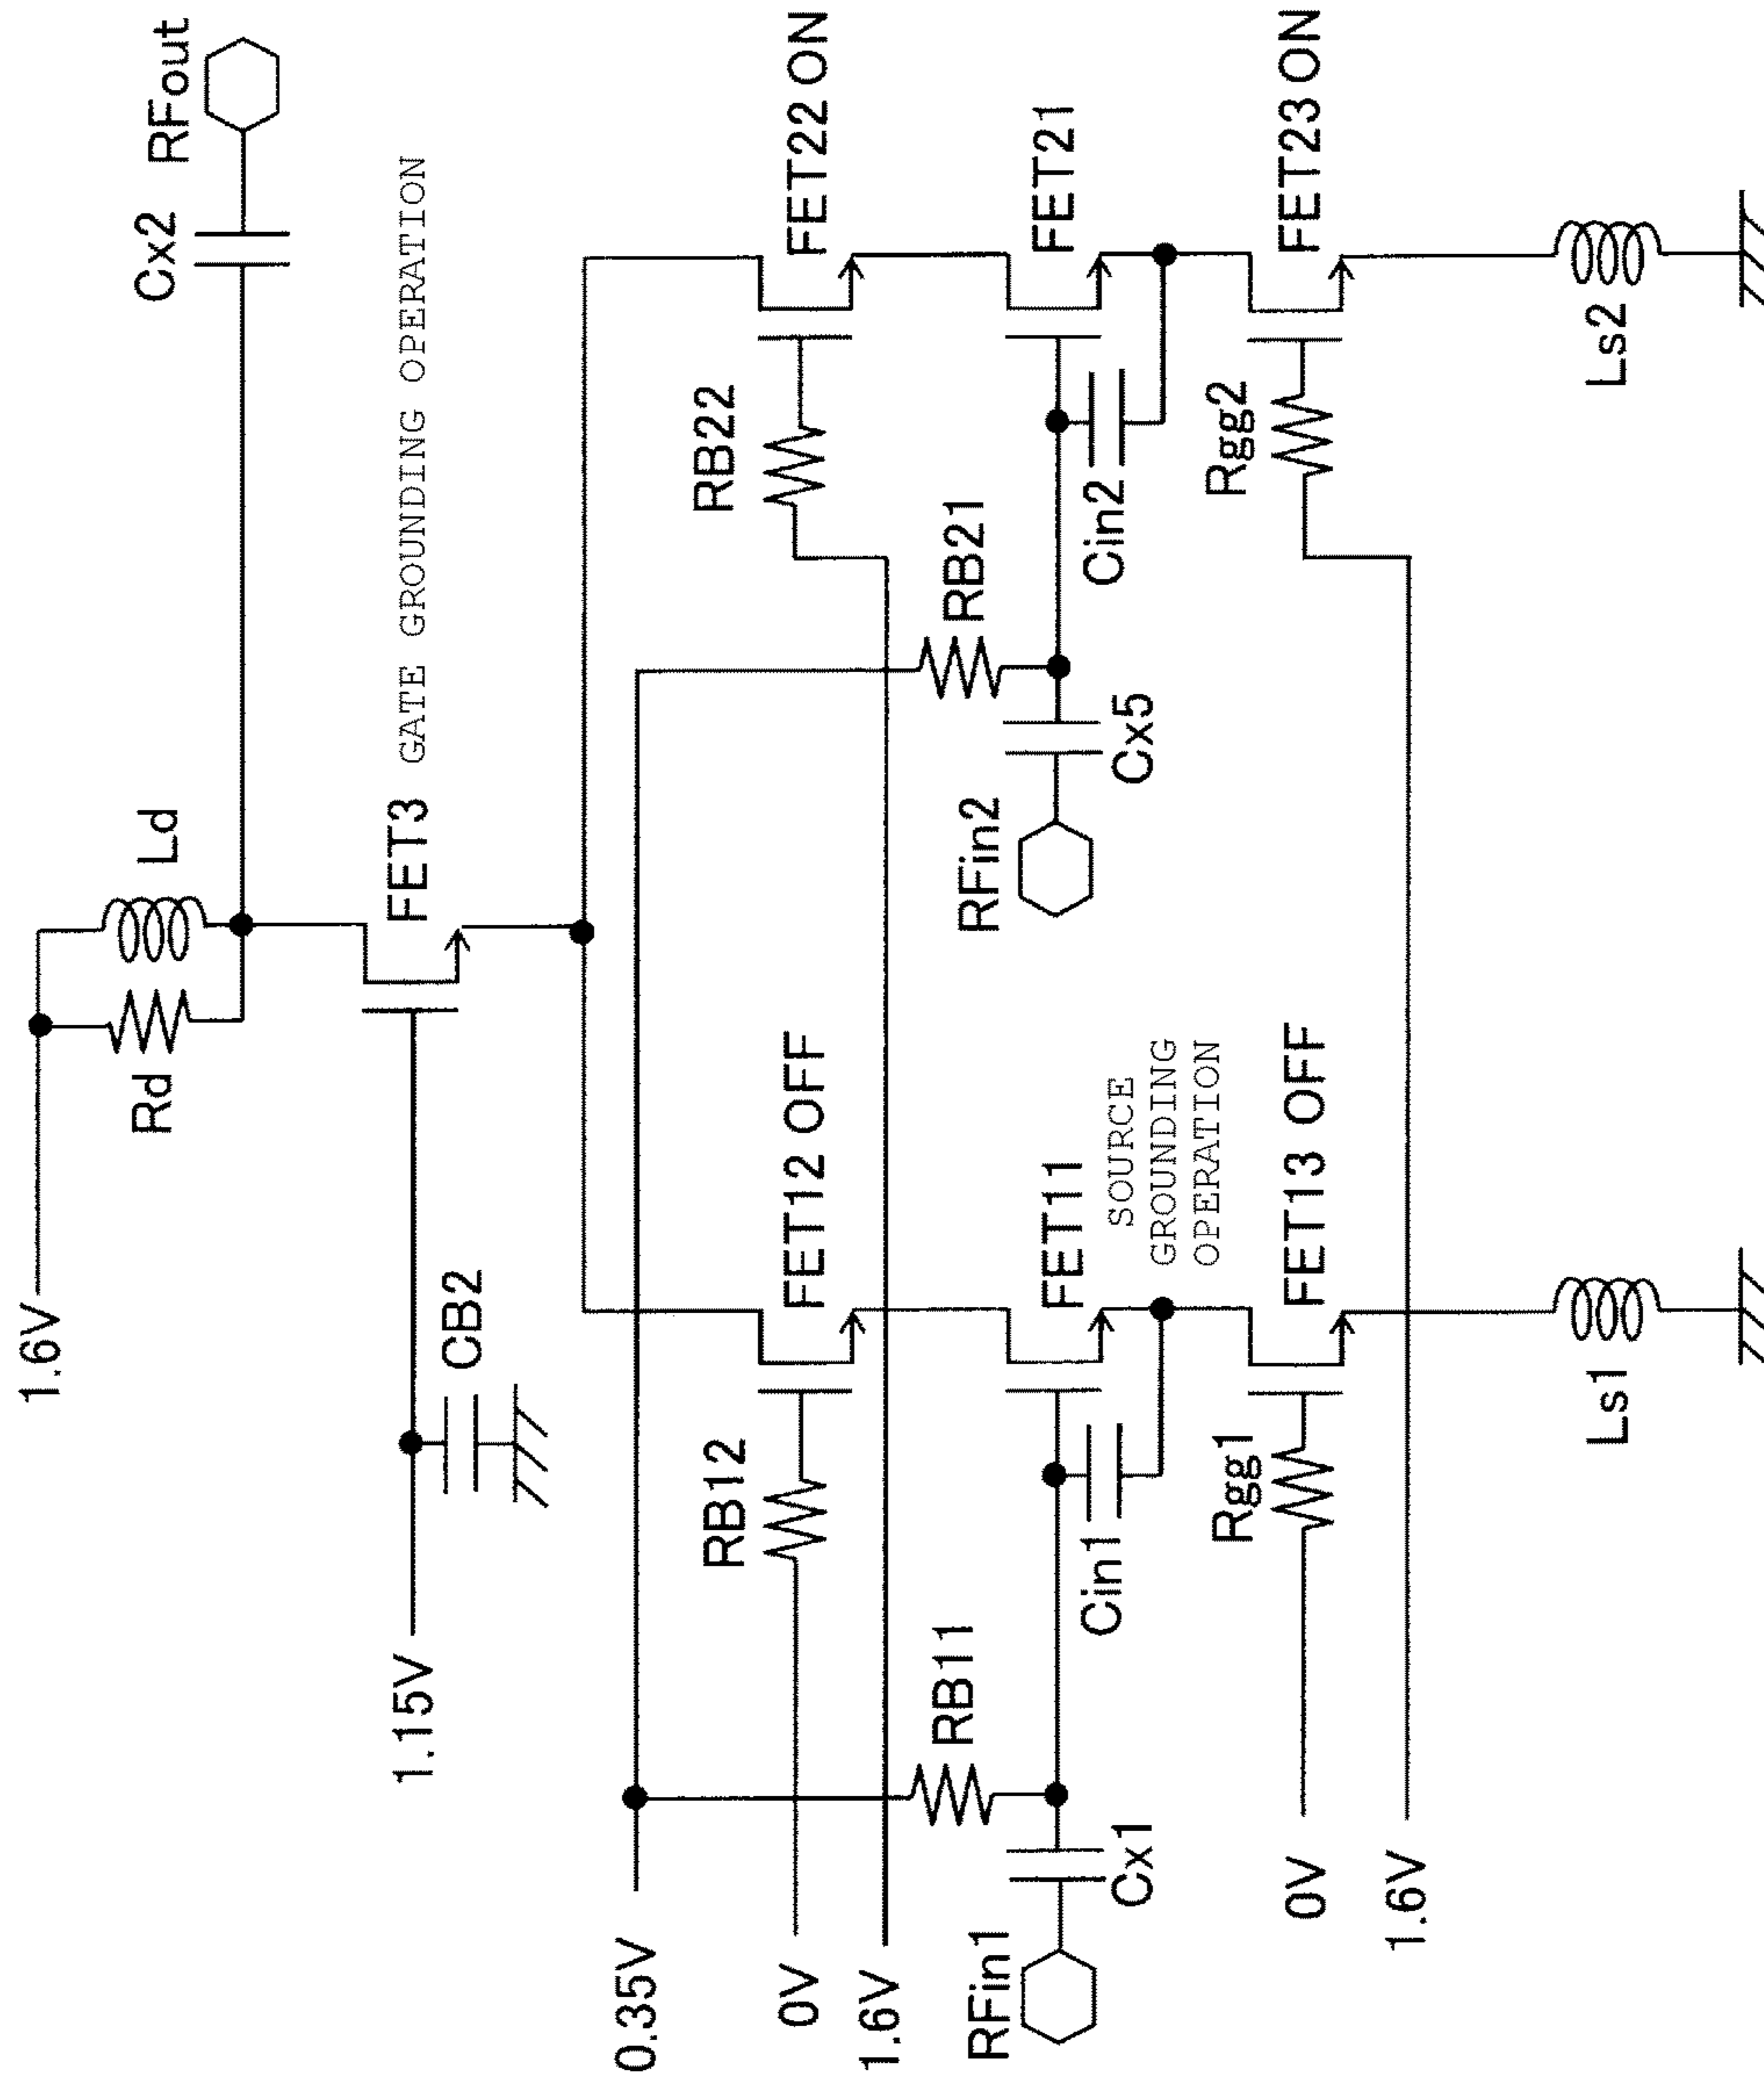 1.6V
Rd
Ld
Cx2
RFout
1.15V
CB2
FET3 GATE GROUNDING OPERATION
0.35V
RB12
RB22
0V
FET12 OFF
FET22 ON
1.6V
RB11
RB21
RFin1
RFin2
FET11
FET21
Cin1
Cin2
Cx1
Cx5
SOURCE
GROUNDING
OPERATION
Rgg1
Rgg2
0V
FET13 OFF
FET23 ON
1.6V
Ls1
Ls2